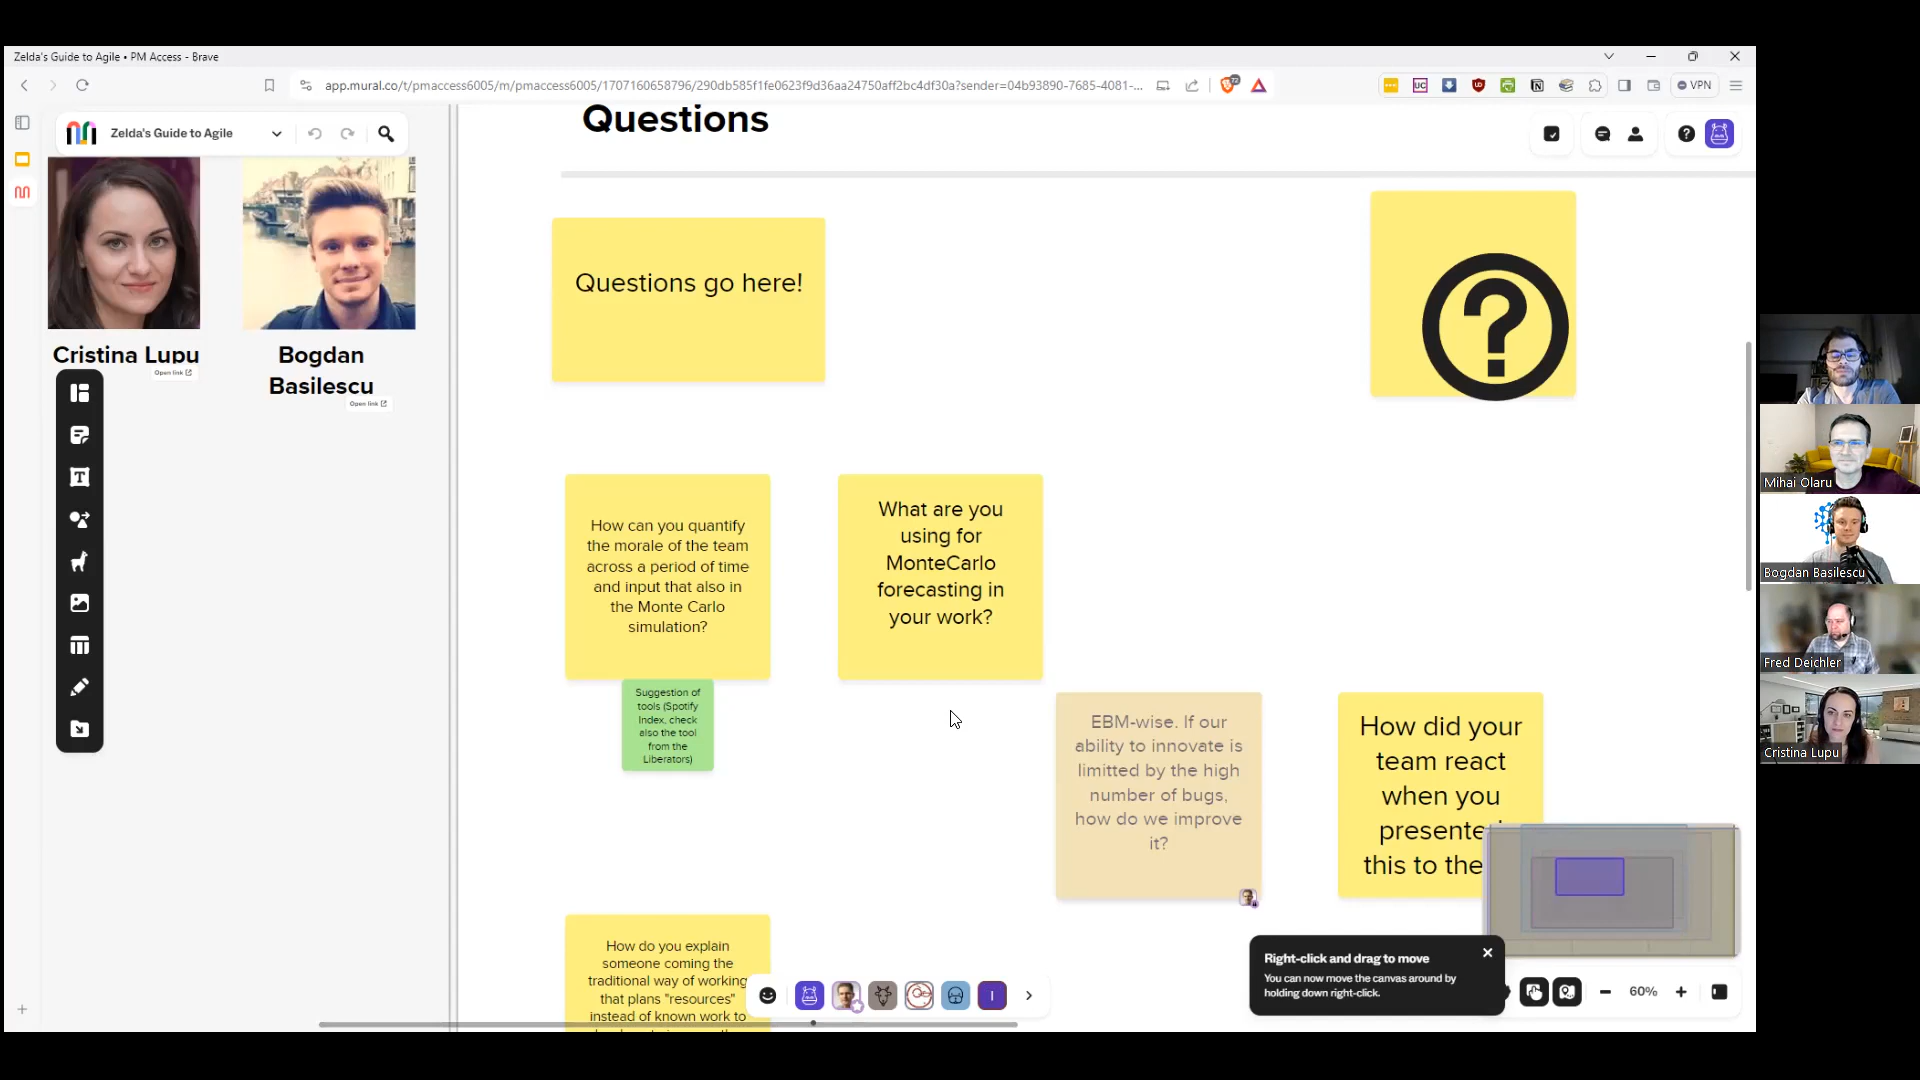 Zelda's Guide to Agile • PM Access - Brave
app.mural.co/t/pmaccess6005/m/pmaccess6005/1707160658796/290db585f1fe0623f9d36aa24750aff2bc4df30a?sender=04b93890-7685-4081-...
72
UC
VPN
Zelda's Guide to Agile
Questions
Cristina Lupu
Open link
Bogdan
Basilescu
Open link
Questions go here!
?
How can you quantify
the morale of the team
across a period of time
and input that also in
the Monte Carlo
simulation?
What are you
using for
MonteCarlo
forecasting in
your work?
Suggestion of
tools (Spotify
Index, check
also the tool
from the
Liberators)
EBM-wise. If our
ability to innovate is
limitted by the high
number of bugs,
how do we improve
it?
How did your
team react
when you
presente
this to the
How do you explain
someone coming the
traditional way of working
that plans "resources"
instead of known work to
Right-click and drag to move
You can now move the canvas around by
holding down right-click.
I
60%
Mihai Olaru
Bogdan Basilescu
Fred Deichler
Cristina Lupu